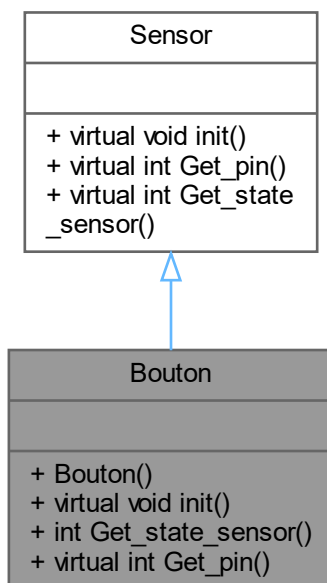 Sensor
+ virtual void init()
+ virtual int Get_pin()
+ virtual int Get_state
_sensor()
Bouton
+ Bouton()
+ virtual void init()
+ int Get_state_sensor()
+ virtual int Get_pin()